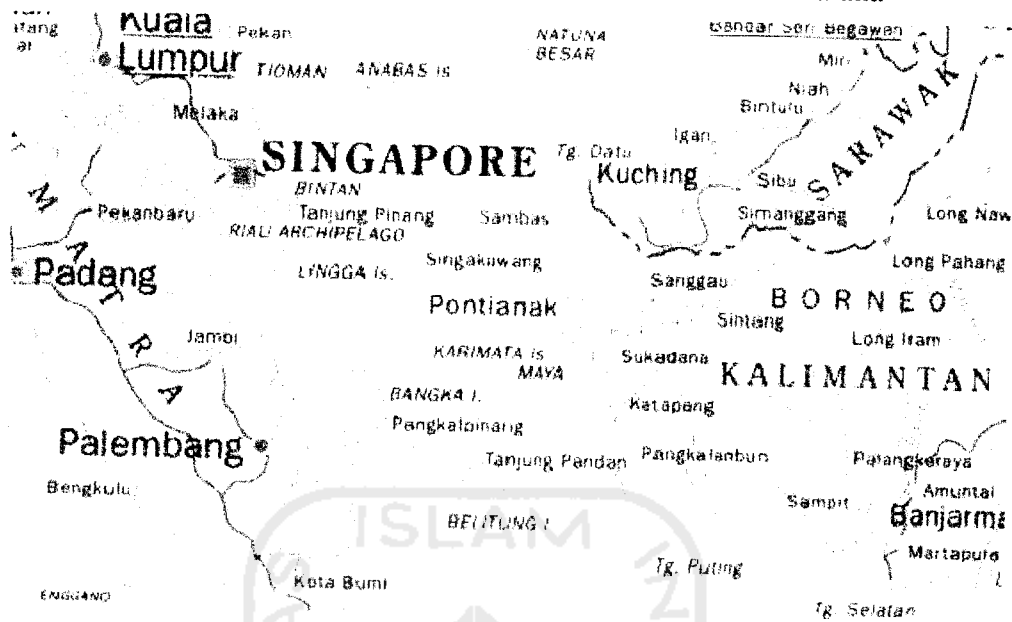 Kuala
Lumpur
Pekan
NATUNA
BESAR
Bandar Seri Begawan
TIOMAN
ANABAS is
Miri
Niah
Bintulu
Melaka
Igan
SARAWAK
SINGAPORE
Tg. Datu
Kuching
Sibu
BINTAN
Pekanbaru
Tanjung Pinang
Sambas
Simanggang
Long Naw
RIAU ARCHIPELAGO
Singakawang
Long Pahang
Padang
LINGGA is.
Sanggau
MATRA
Pontianak
BORNEO
Sintang
Jambi
Long Iram
KARIMATA is
MAYA
Sukadana
KALIMANTAN
BANGKA I.
Katapang
Pangkalpinang
Palembang
Tanjung Pandan
Pangkalanbun
Palangkaraya
Bengkulu
Sampit
Amuntai
Banjarma
BELITUNG I
ISLAM
Martapura
Tg. Puting
Kota Bumi
ENGGANO
Tg. Selatan